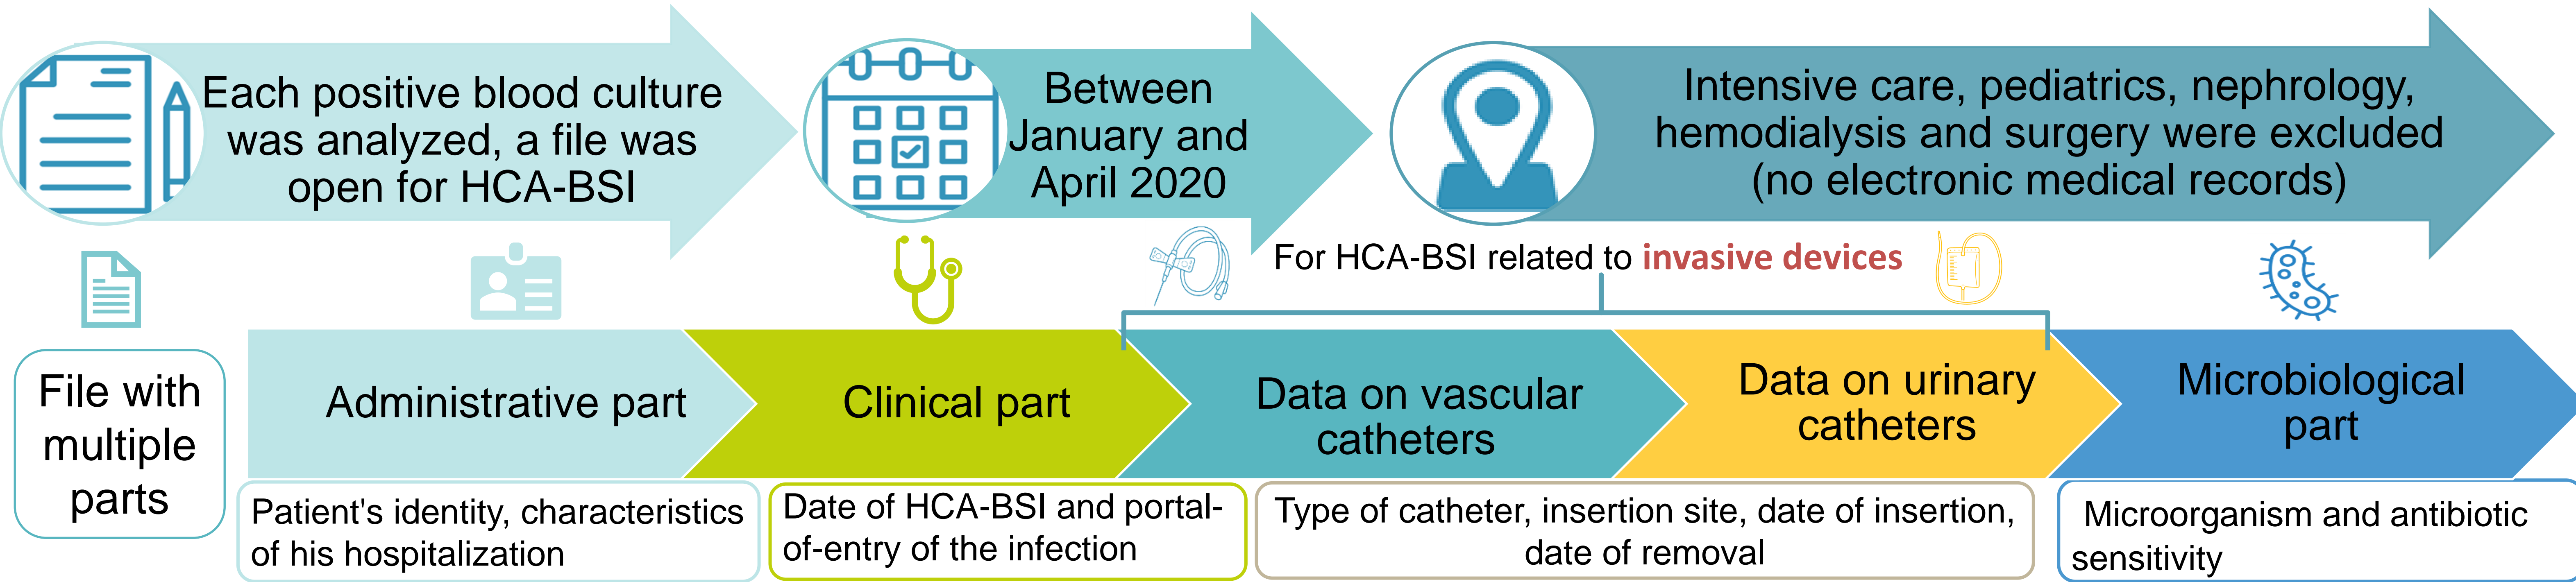 Each positive blood culture
was analyzed, a file was
open for HCA-BSI
Between
January and
April 2020
Intensive care, pediatrics, nephrology,
hemodialysis and surgery were excluded
(no electronic medical records)
For HCA-BSI related to invasive devices
File with
multiple
parts
Administrative part
Clinical part
Data on vascular
catheters
Data on urinary
catheters
Microbiological
part
Patient's identity, characteristics
of his hospitalization
Date of HCA-BSI and portal-
of-entry of the infection
Type of catheter, insertion site, date of insertion,
date of removal
Microorganism and antibiotic
sensitivity